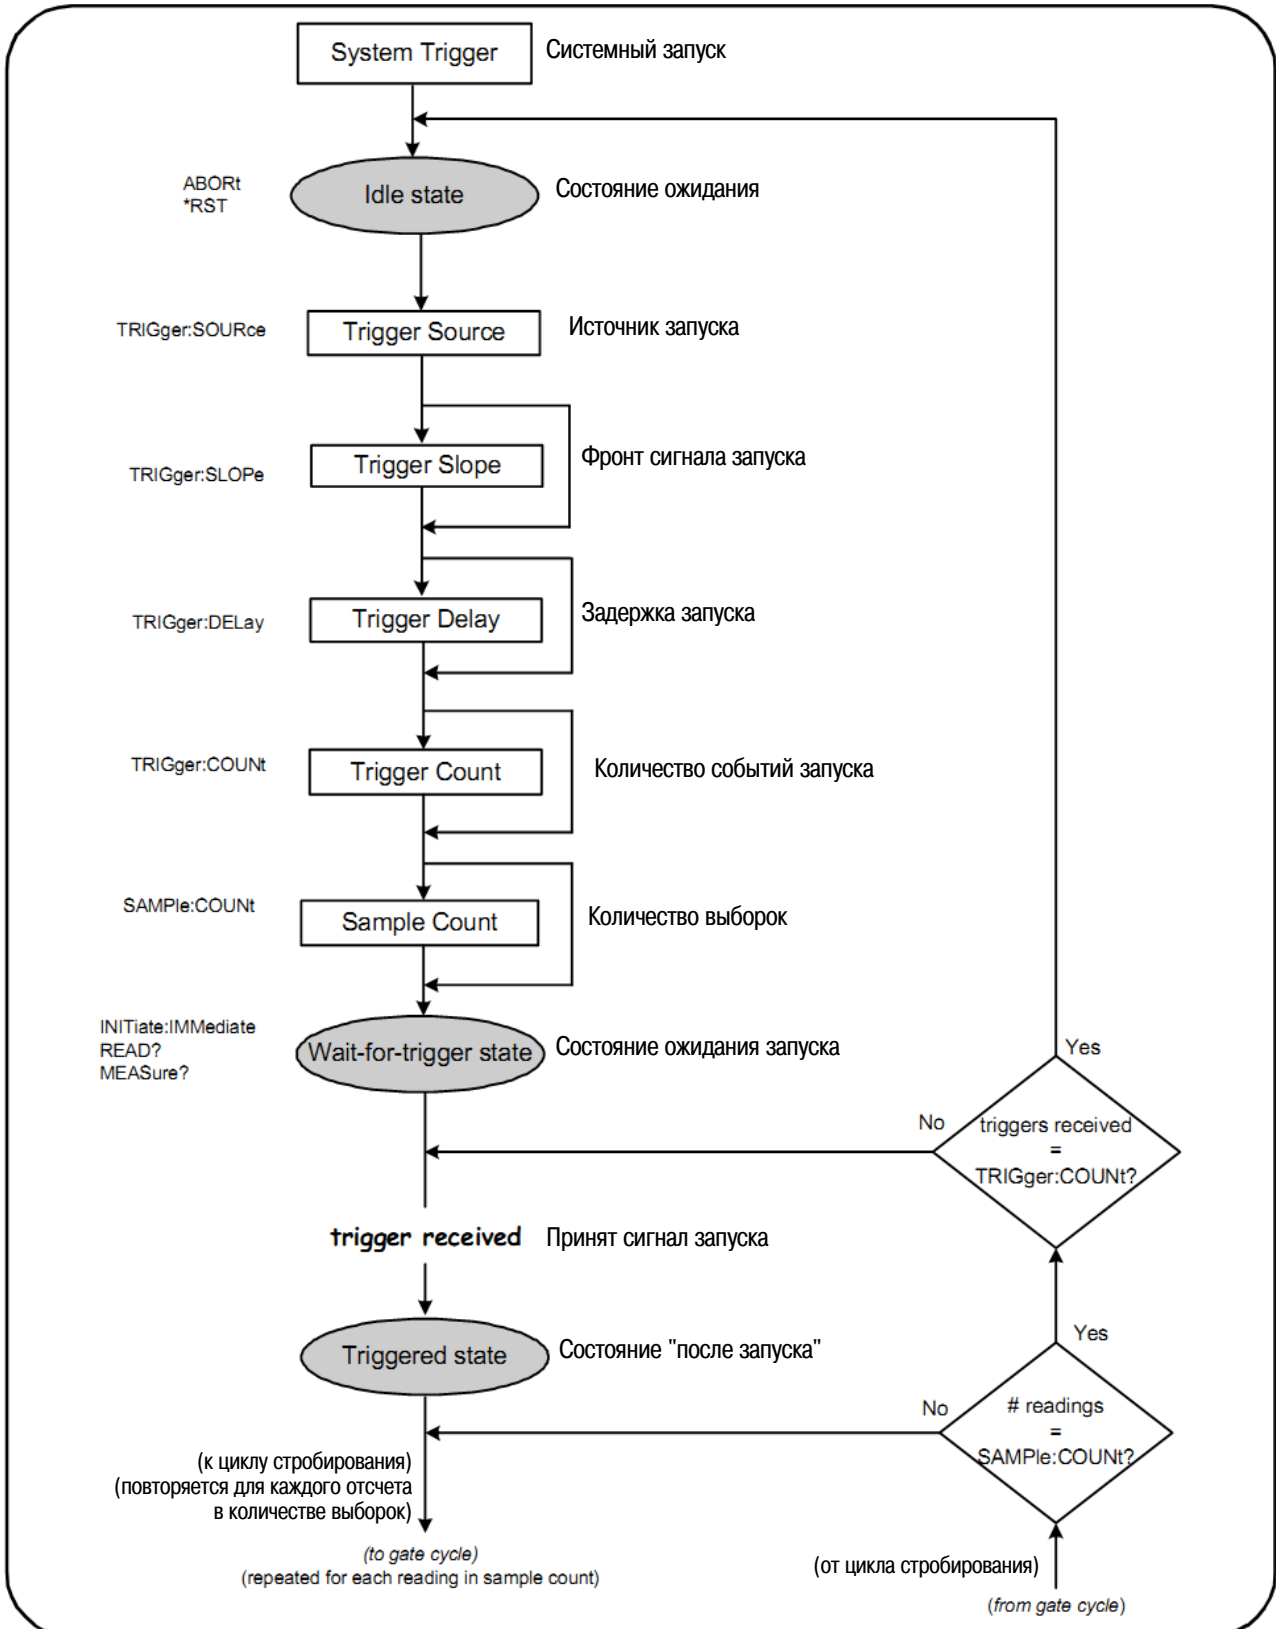 System Trigger
Системный запуск
ABORt
*RST
Idle state
Состояние ожидания
TRIGger:SOURce
Trigger Source
Источник запуска
TRIGger:SLOPe
Trigger Slope
Фронт сигнала запуска
TRIGger:DELay
Trigger Delay
Задержка запуска
TRIGger:COUNt
Trigger Count
Количество событий запуска
SAMPle:COUNt
Sample Count
Количество выборок
INITiate:IMMediate
READ?
MEASure?
Wait-for-trigger state
Состояние ожидания запуска
Yes
No
triggers received
=
TRIGger:COUNt?
trigger received
Принят сигнал запуска
Triggered state
Состояние "после запуска"
Yes
No
# readings
=
SAMPle:COUNt?
(к циклу стробирования)
(повторяется для каждого отсчета
в количестве выборок)
(to gate cycle)
(repeated for each reading in sample count)
(от цикла стробирования)
(from gate cycle)